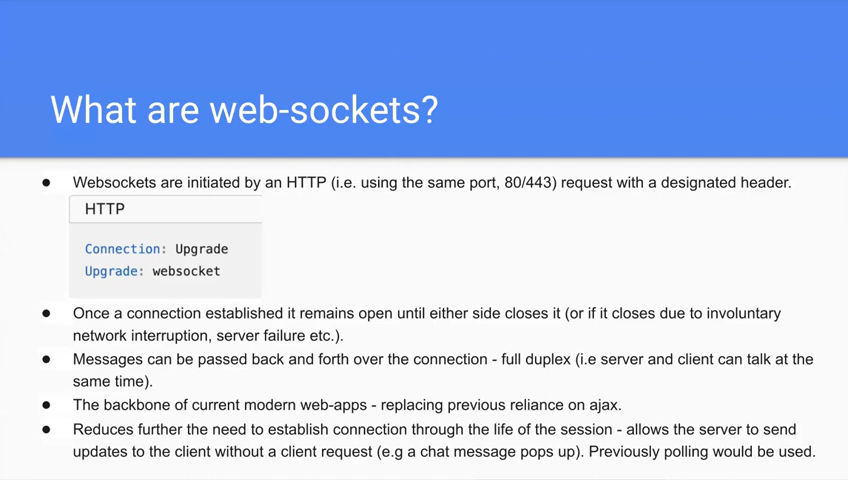 What are web-sockets?
● Websockets are initiated by an HTTP (i.e. using the same port, 80/443) request with a designated header.
HTTP
Connection: Upgrade
Upgrade: websocket
● Once a connection established it remains open until either side closes it (or if it closes due to involuntary
network interruption, server failure etc.).
● Messages can be passed back and forth over the connection - full duplex (i.e server and client can talk at the
same time).
● The backbone of current modern web-apps - replacing previous reliance on ajax.
● Reduces further the need to establish connection through the life of the session - allows the server to send
updates to the client without a client request (e.g a chat message pops up). Previously polling would be used.